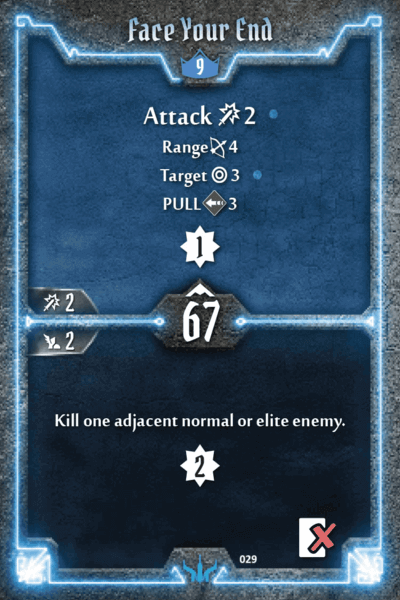 Face Your End
9
Attack 2
Range 4
Target 3
PULL 3
1
2
67
2
Kill one adjacent normal or elite enemy.
2
029